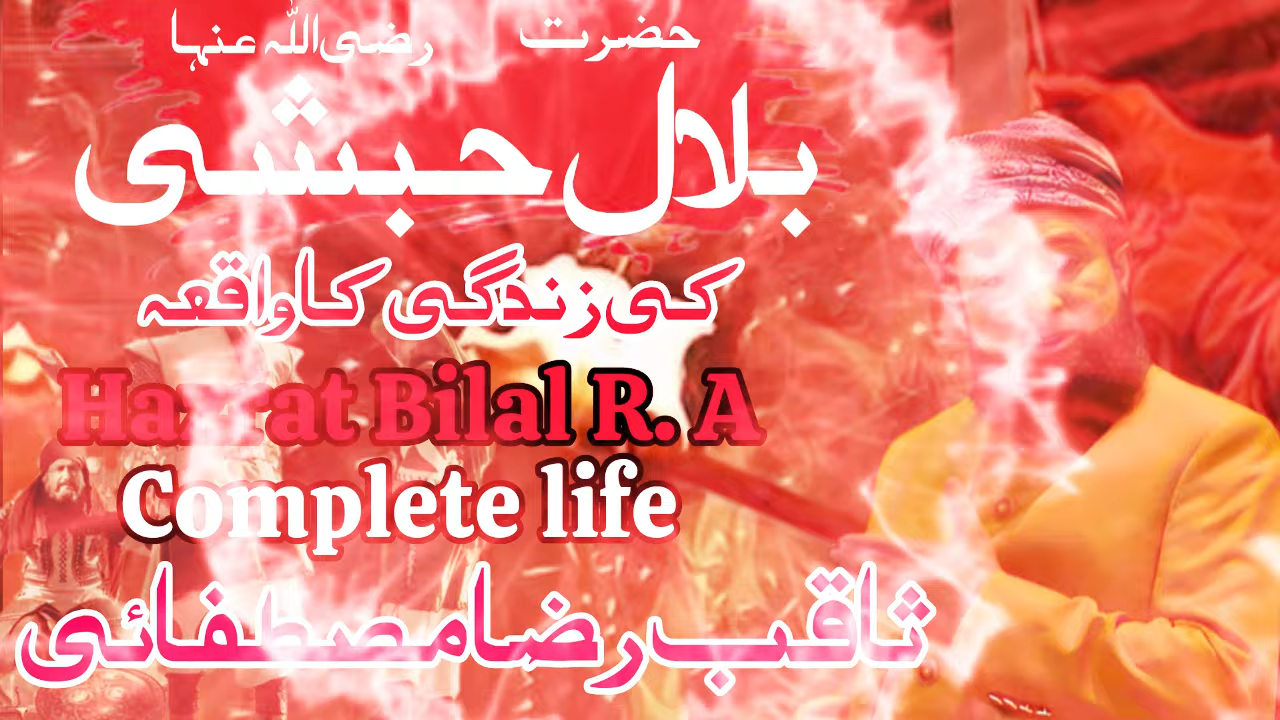 حضرت رضی اللہ عنہا
بلال حبشی
کی زندگی کا واقعہ
Hazrat Bilal R. A
Complete life
ثاقب رضا مصطفائی